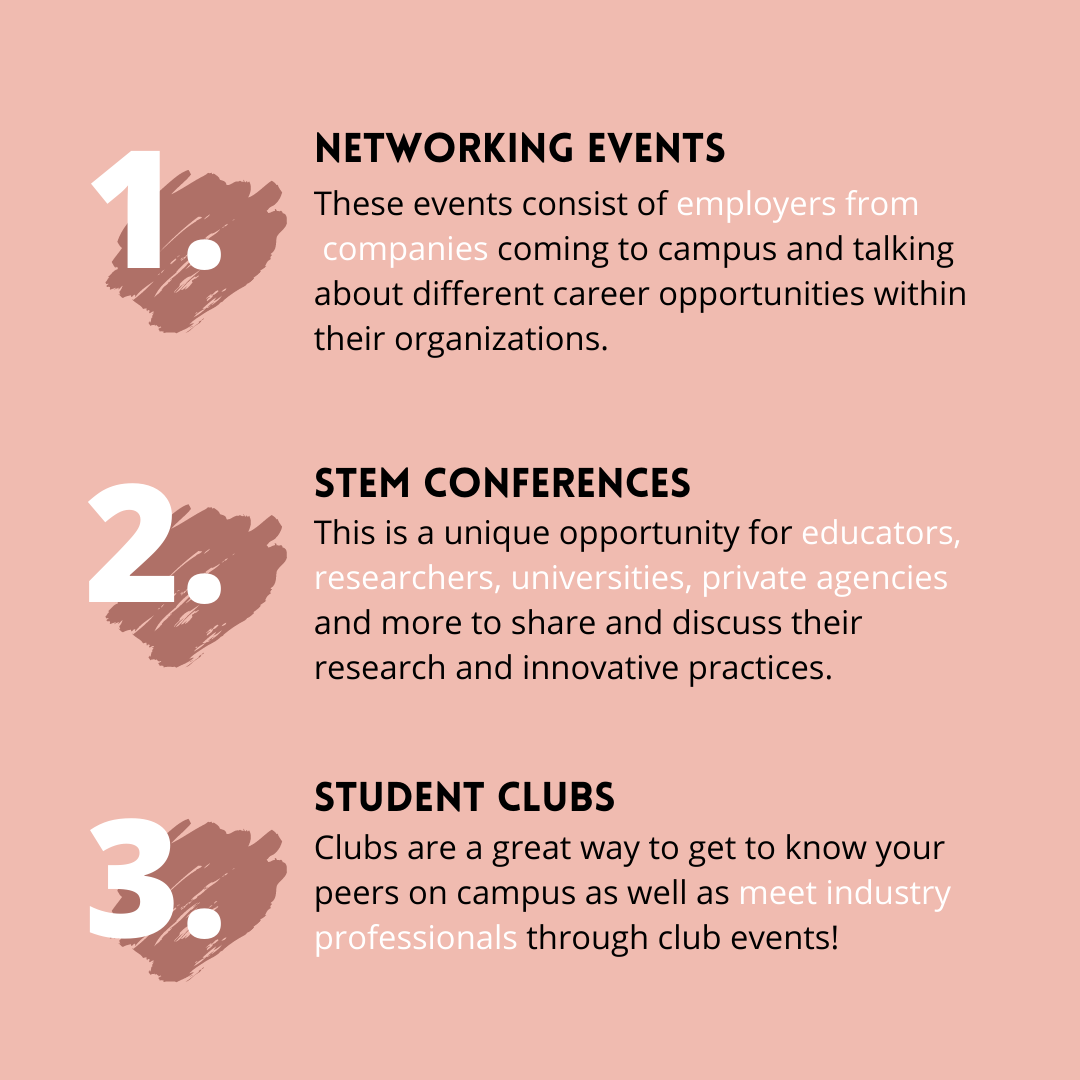 1.
NETWORKING EVENTS
These events consist of employers from
companies coming to campus and talking
about different career opportunities within
their organizations.
2.
STEM CONFERENCES
This is a unique opportunity for educators,
researchers, universities, private agencies
and more to share and discuss their
research and innovative practices.
3.
STUDENT CLUBS
Clubs are a great way to get to know your
peers on campus as well as meet industry
professionals through club events!